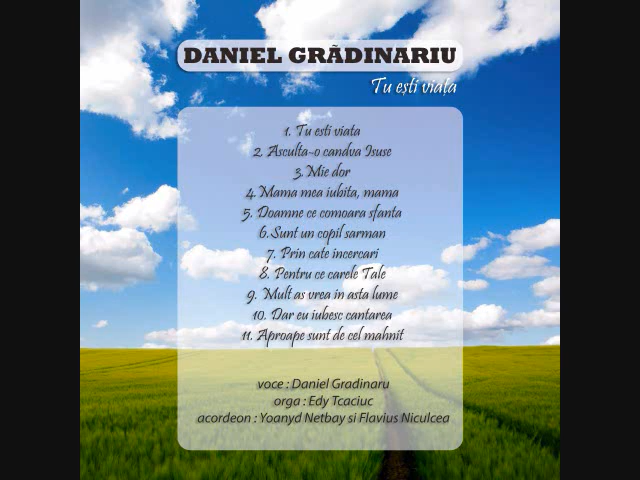 DANIEL GRĂDINARIU
Tu ești viața
1. Tu esti viata
2. Asculta-o candva Isuse
3. Mie dor
4. Mama mea iubita, mama
5. Doamne ce comoara sfanta
6. Sunt un copil sarman
7. Prin cate incercari
8. Pentru ce carele Tale
9. Mult as vrea in asta lume
10. Dar eu iubesc cantarea
11. Aproape sunt de cel mahnit
voce : Daniel Gradinaru
orga : Edy Tcaciuc
acordeon : Yoanyd Netbay si Flavius Niculcea